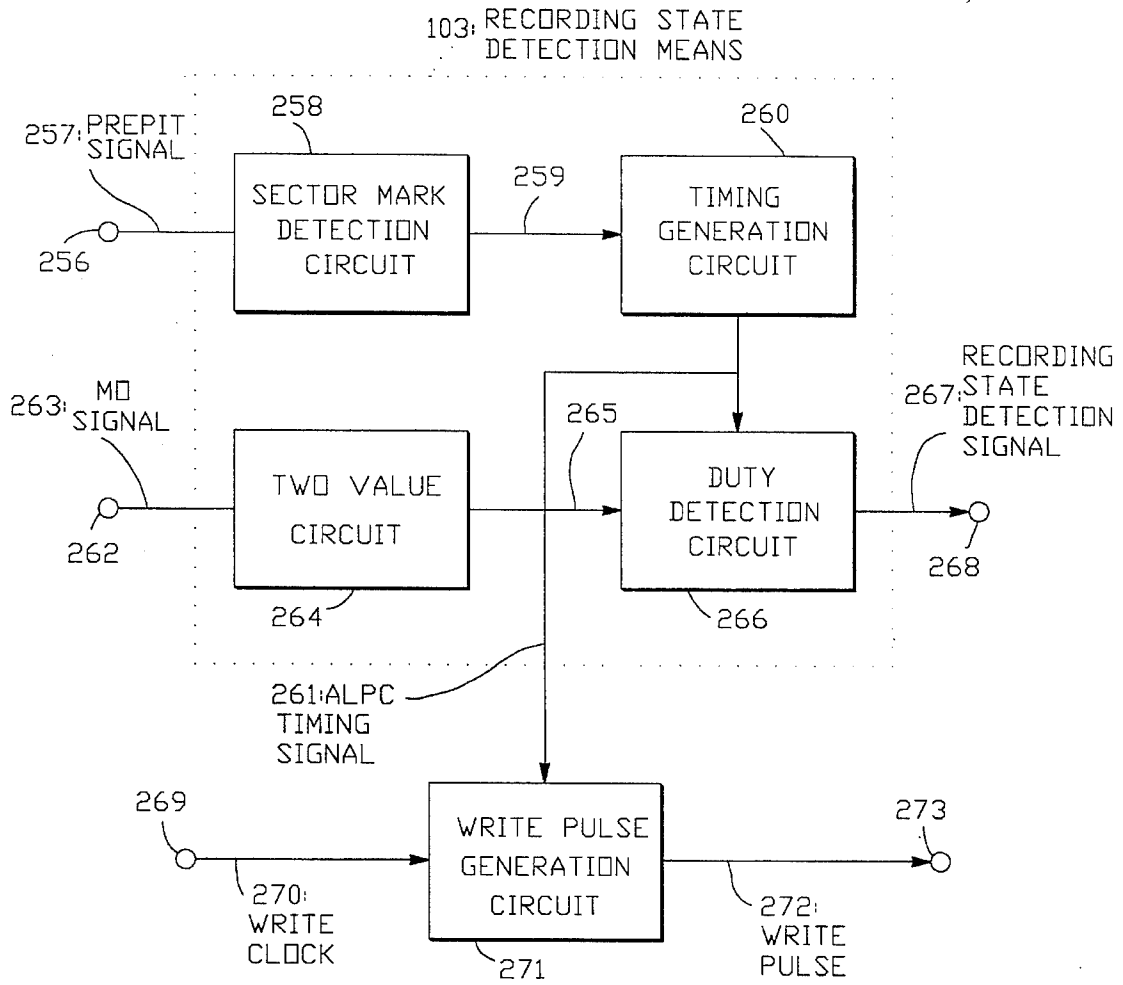 103: RECORDING STATE
DETECTION MEANS
257: PREPIT
SIGNAL
256
258
SECTOR MARK
DETECTION
CIRCUIT
259
260
TIMING
GENERATION
CIRCUIT
263: MO
SIGNAL
262
TWO VALUE
CIRCUIT
264
265
DUTY
DETECTION
CIRCUIT
266
267: RECORDING
STATE
DETECTION
SIGNAL
268
261: ALPC
TIMING
SIGNAL
269
270:
WRITE
CLOCK
WRITE PULSE
GENERATION
CIRCUIT
271
272:
WRITE
PULSE
273